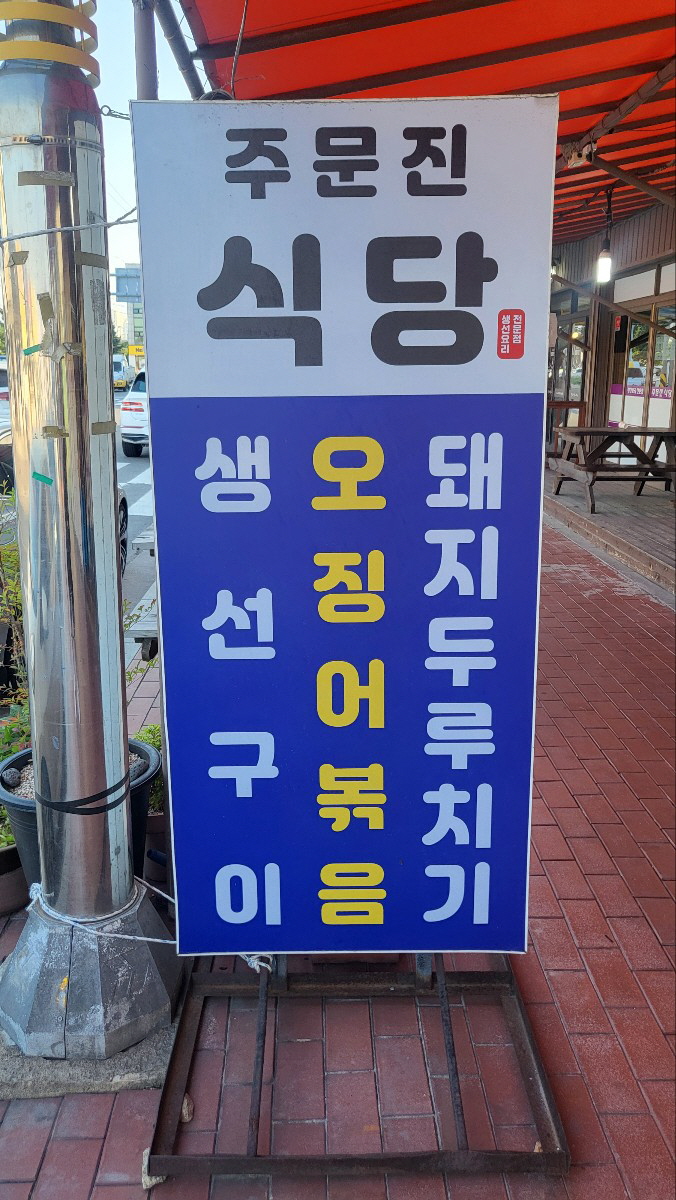 주문진
식당
생선요리
전문점
생선구이
오징어볶음
돼지두루치기